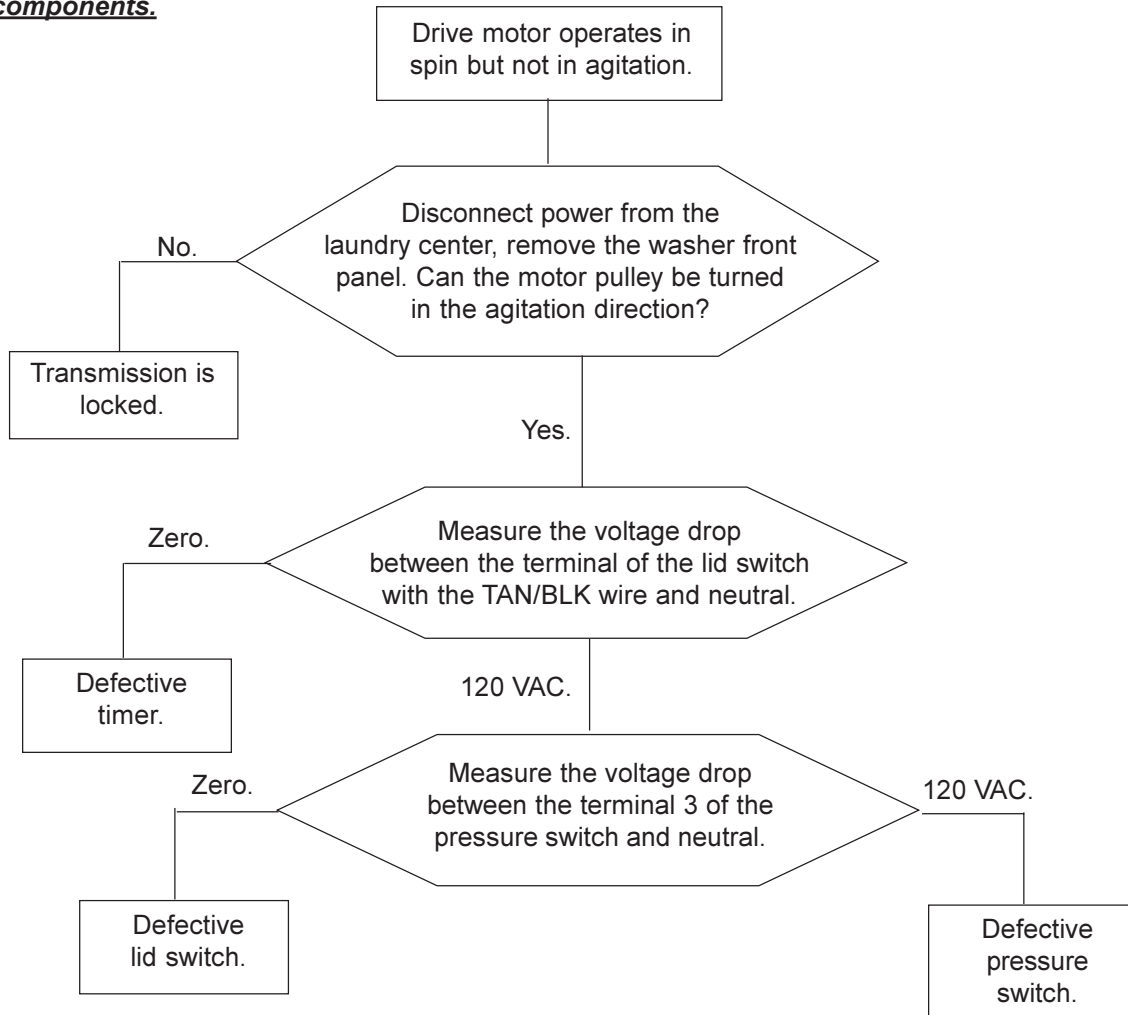 components.
Drive motor operates in
spin but not in agitation.
Disconnect power from the
laundry center, remove the washer front
panel. Can the motor pulley be turned
in the agitation direction?
No.
Transmission is
locked.
Yes.
Measure the voltage drop
between the terminal of the lid switch
with the TAN/BLK wire and neutral.
Zero.
Defective
timer.
120 VAC.
Measure the voltage drop
between the terminal 3 of the
pressure switch and neutral.
Zero.
120 VAC.
Defective
lid switch.
Defective
pressure
switch.